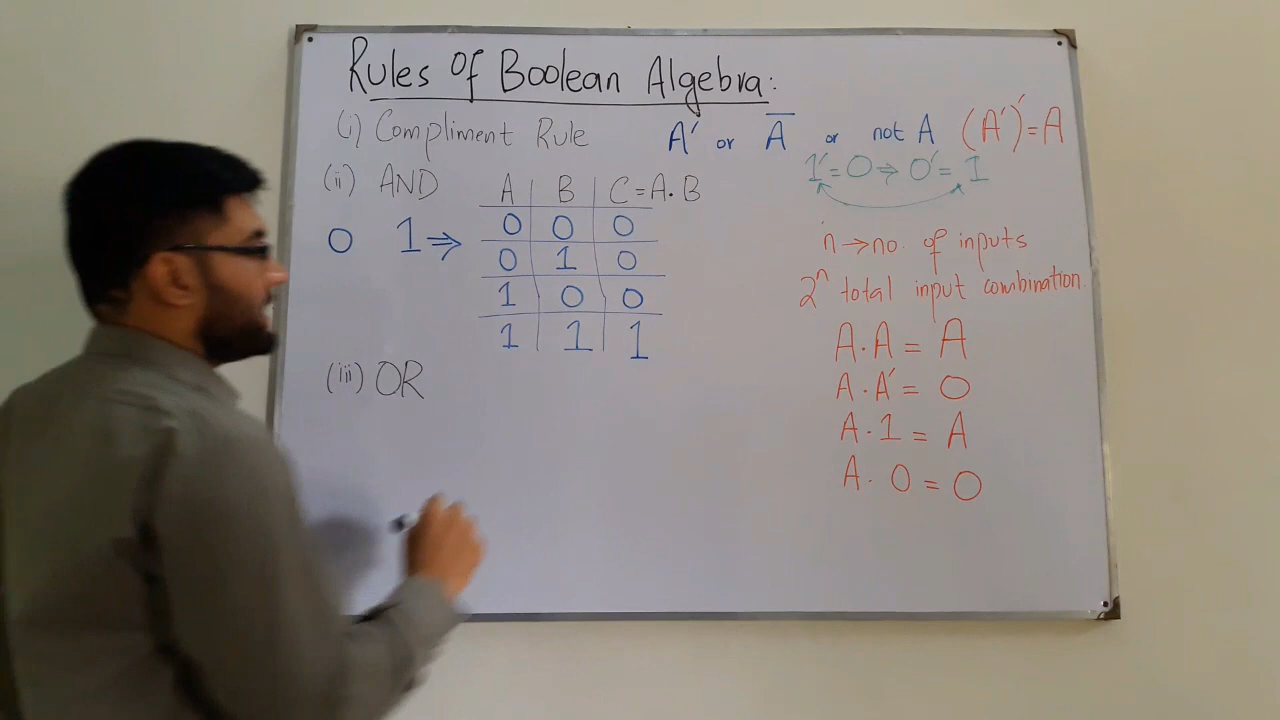 Rules Of Boolean Algebra:
(i) Compliment Rule A′ or A̅ or not A (A′)′=A
1′=0⇒0′=1
(ii) AND
A B C=A·B
0 1⇒
0 0 0
0 1 0
1 0 0
1 1 1
n→no. of inputs
2ⁿ total input combination.
A·A=A
A·A′=0
A·1=A
A·0=0
(iii) OR